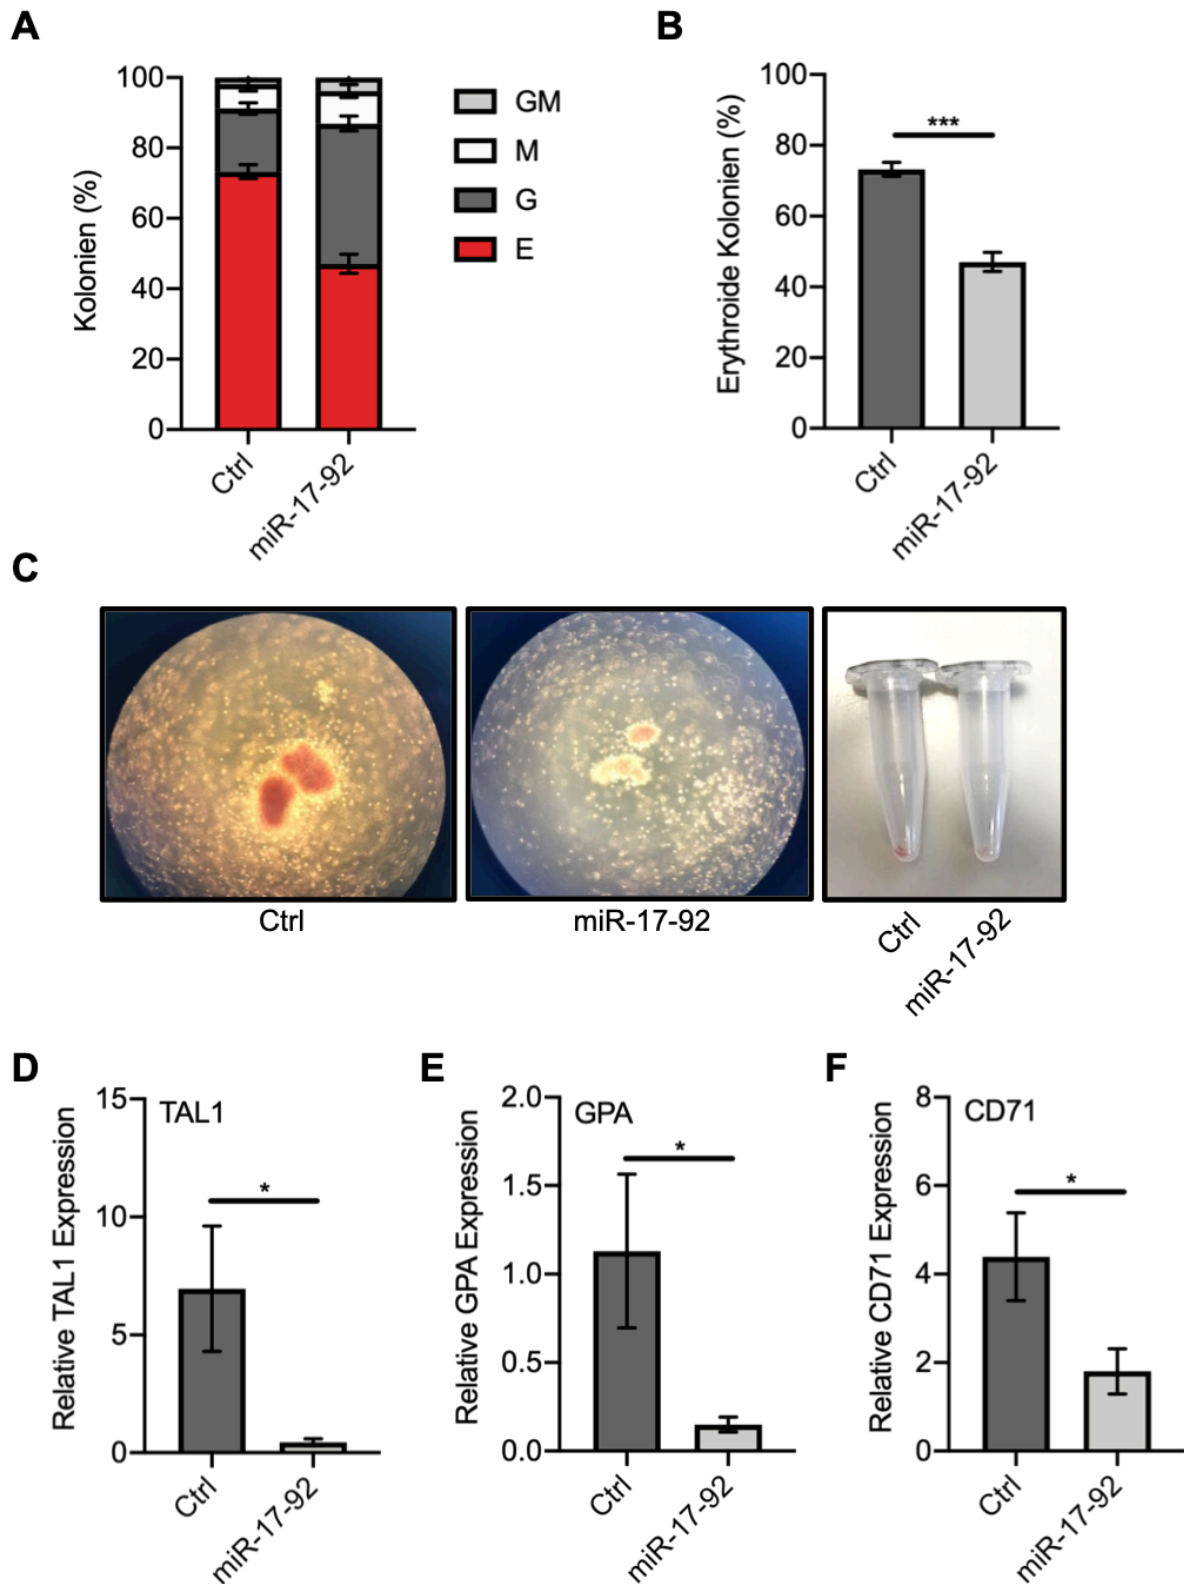 A
Kolonien (%)
100
80
60
40
20
0
Ctrl
miR-17-92
GM
M
G
E
B
Erythroide Kolonien (%)
100
80
60
40
20
0
***
Ctrl
miR-17-92
C
Ctrl
miR-17-92
Ctrl
miR-17-92
D
Relative TAL1 Expression
15
10
5
0
TAL1
*
Ctrl
miR-17-92
E
Relative GPA Expression
2.0
1.5
1.0
0.5
0.0
GPA
*
Ctrl
miR-17-92
F
Relative CD71 Expression
8
6
4
2
0
CD71
*
Ctrl
miR-17-92